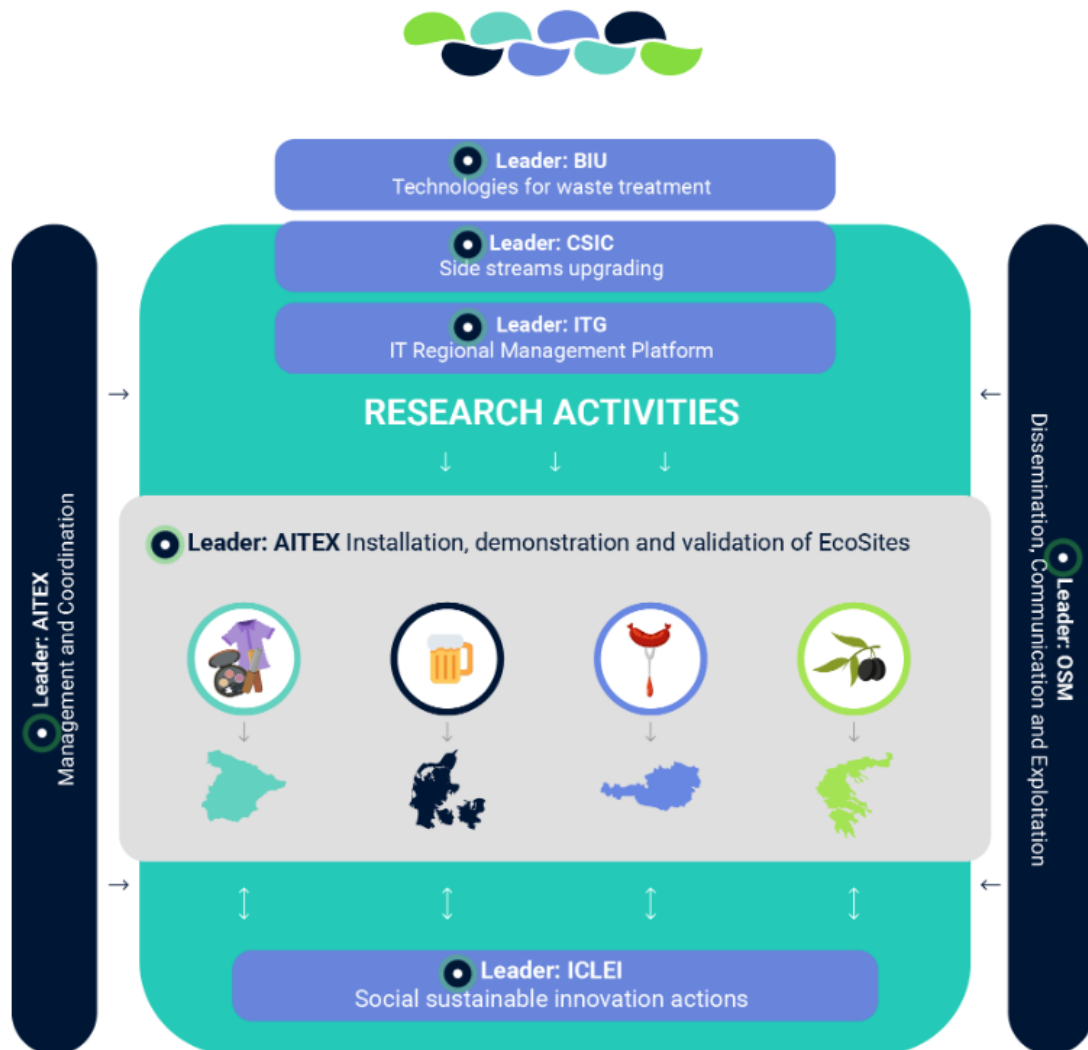 Leader: BIU
Technologies for waste treatment
Leader: CSIC
Side streams upgrading
Leader: ITG
IT Regional Management Platform
RESEARCH ACTIVITIES
Leader: AITEX Installation, demonstration and validation of EcoSites
Leader: AITEX
Management and Coordination
Leader: OSM
Dissemination, Communication and Exploitation
Leader: ICLEI
Social sustainable innovation actions